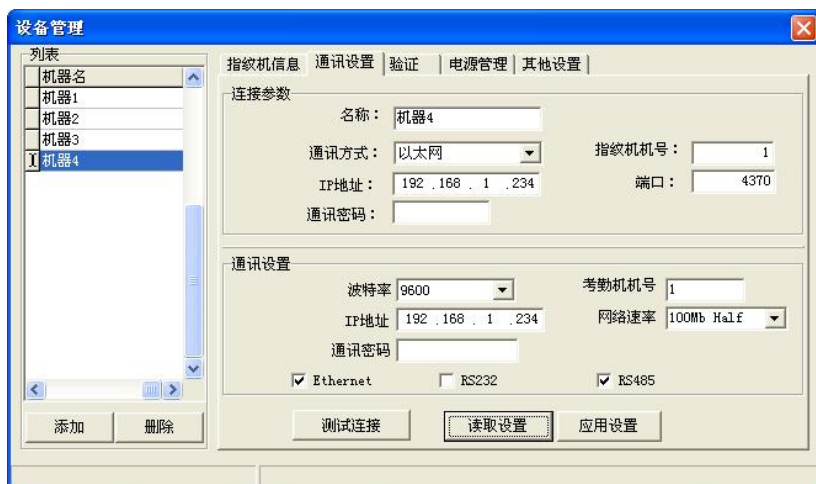 设备管理
列表
机器名
机器1
机器2
机器3
机器4
添加 删除
指纹机信息 通讯设置 验证 电源管理 其他设置
连接参数
名称： 机器4
通讯方式： 以太网 指纹机机号： 1
IP地址： 192 .168 . 1 .234 端口： 4370
通讯密码：
通讯设置
波特率 9600 考勤机机号 1
IP地址 192 .168 . 1 .234 网络速率 100Mb Half
通讯密码
Ethernet RS232 RS485
测试连接 读取设置 应用设置